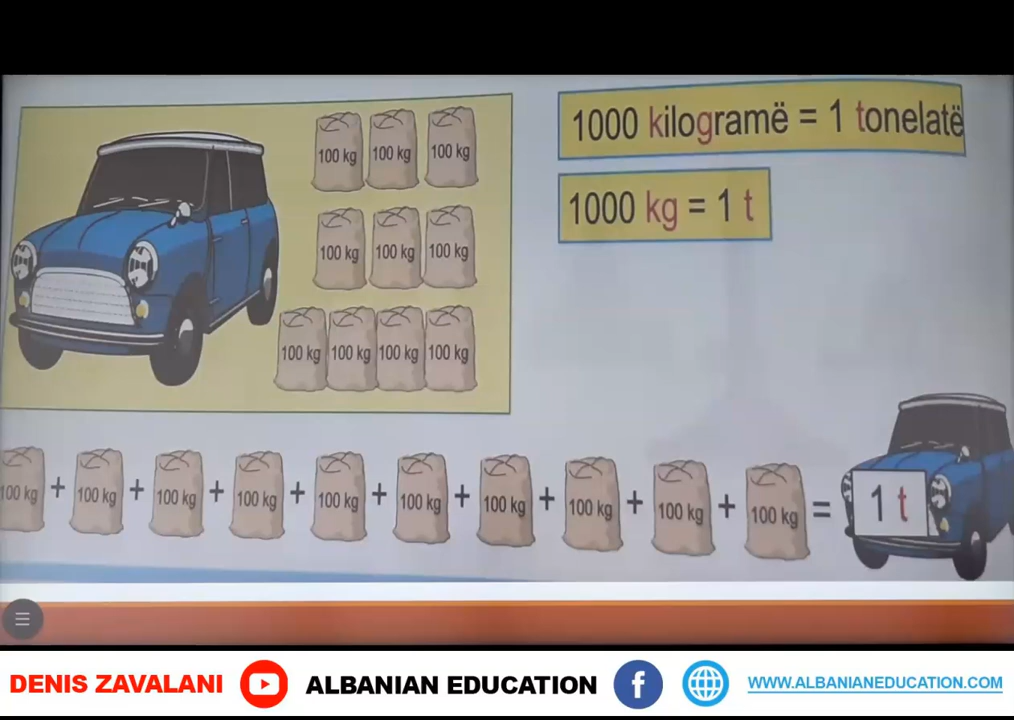 100 kg 100 kg 100 kg
100 kg 100 kg 100 kg
100 kg 100 kg 100 kg 100 kg
1000 kilogramë = 1 tonelatë
1000 kg = 1 t
100 kg + 100 kg + 100 kg + 100 kg + 100 kg + 100 kg + 100 kg + 100 kg + 100 kg + 100 kg = 1 t
DENIS ZAVALANI ALBANIAN EDUCATION f WWW.ALBANIANEDUCATION.COM